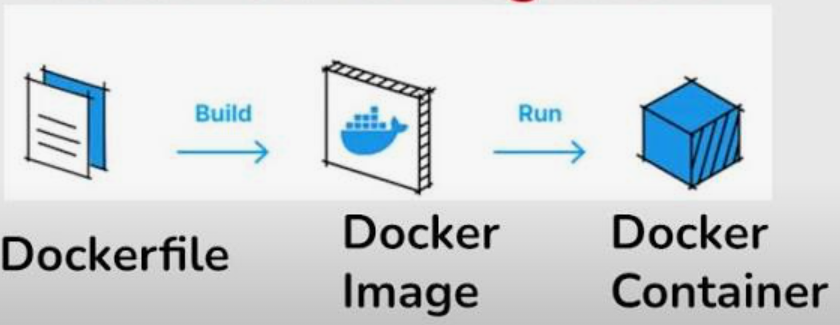 Build
Run
Dockerfile
Docker
Image
Docker
Container